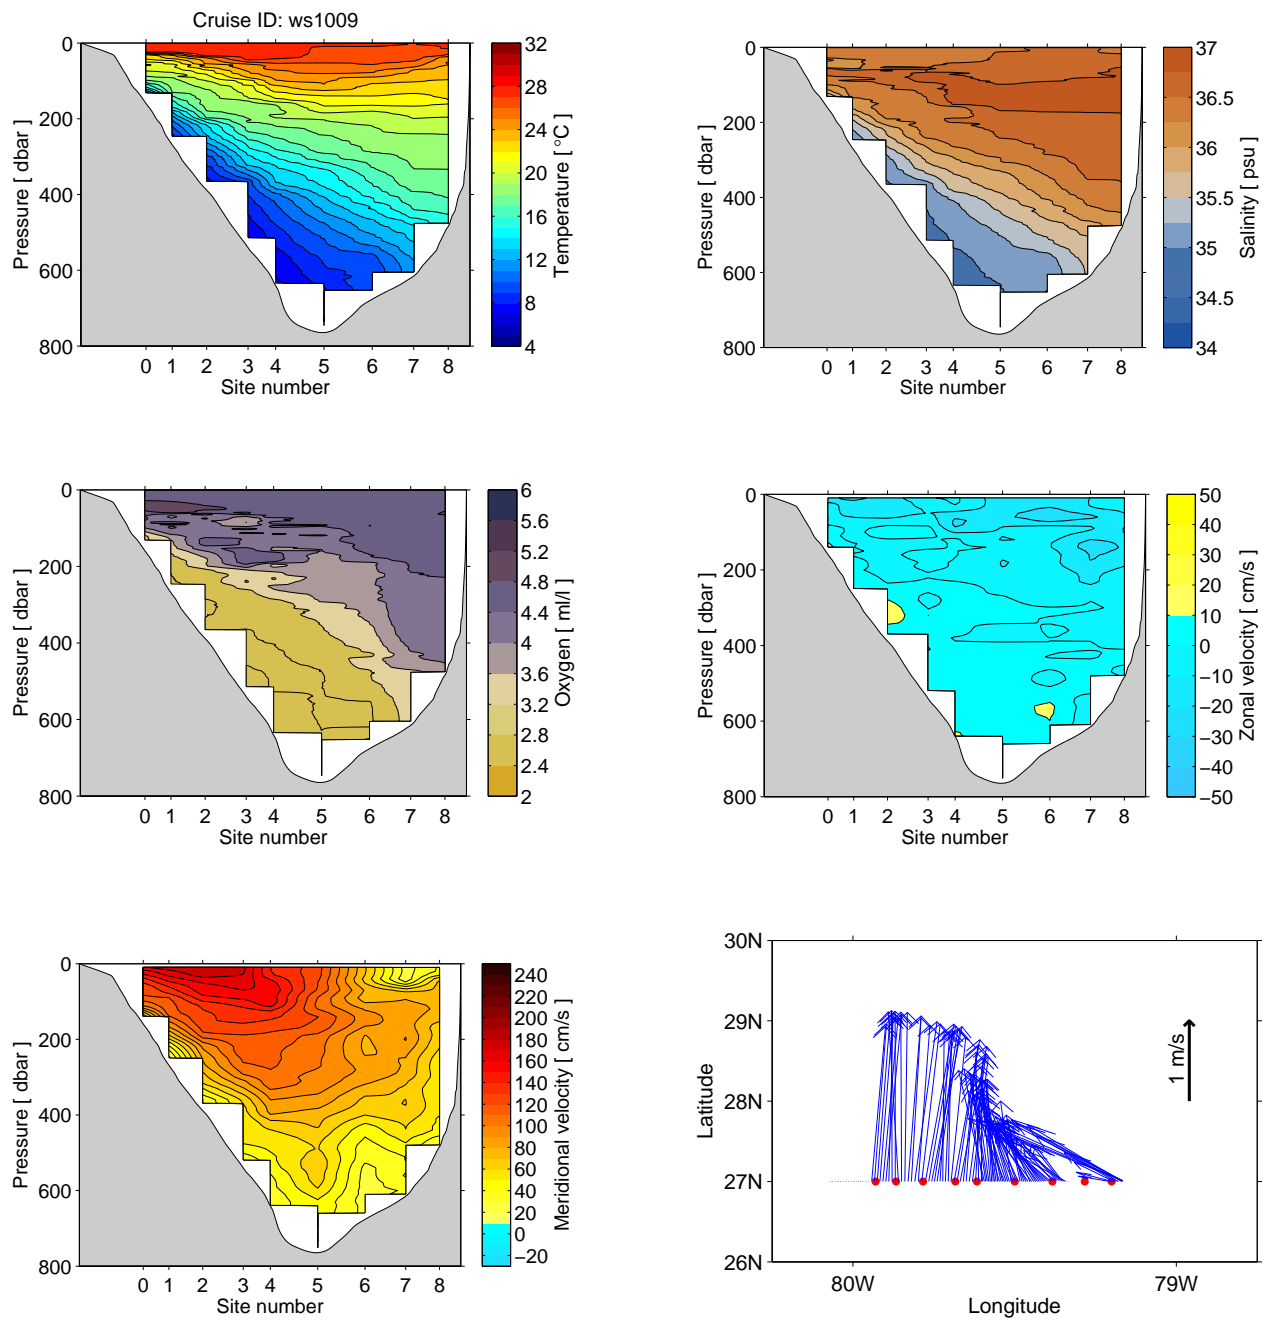 Cruise ID: ws1009
0
200
400
600
800
Pressure [ dbar ]
0 1 2 3 4 5 6 7 8
Site number
32
28
24
20
16
12
8
4
Temperature [ °C ]
0
200
400
600
800
Pressure [ dbar ]
0 1 2 3 4 5 6 7 8
Site number
37
36.5
36
35.5
35
34.5
34
Salinity [ psu ]
0
200
400
600
800
Pressure [ dbar ]
0 1 2 3 4 5 6 7 8
Site number
6
5.6
5.2
4.8
4.4
4
3.6
3.2
2.8
2.4
2
Oxygen [ ml/l ]
0
200
400
600
800
Pressure [ dbar ]
0 1 2 3 4 5 6 7 8
Site number
50
40
30
20
10
0
−10
−20
−30
−40
−50
Zonal velocity [ cm/s ]
0
200
400
600
800
Pressure [ dbar ]
0 1 2 3 4 5 6 7 8
Site number
240
220
200
180
160
140
120
100
80
60
40
20
0
−20
Meridional velocity [ cm/s ]
30N
29N
28N
27N
26N
Latitude
1 m/s
80W 79W
Longitude